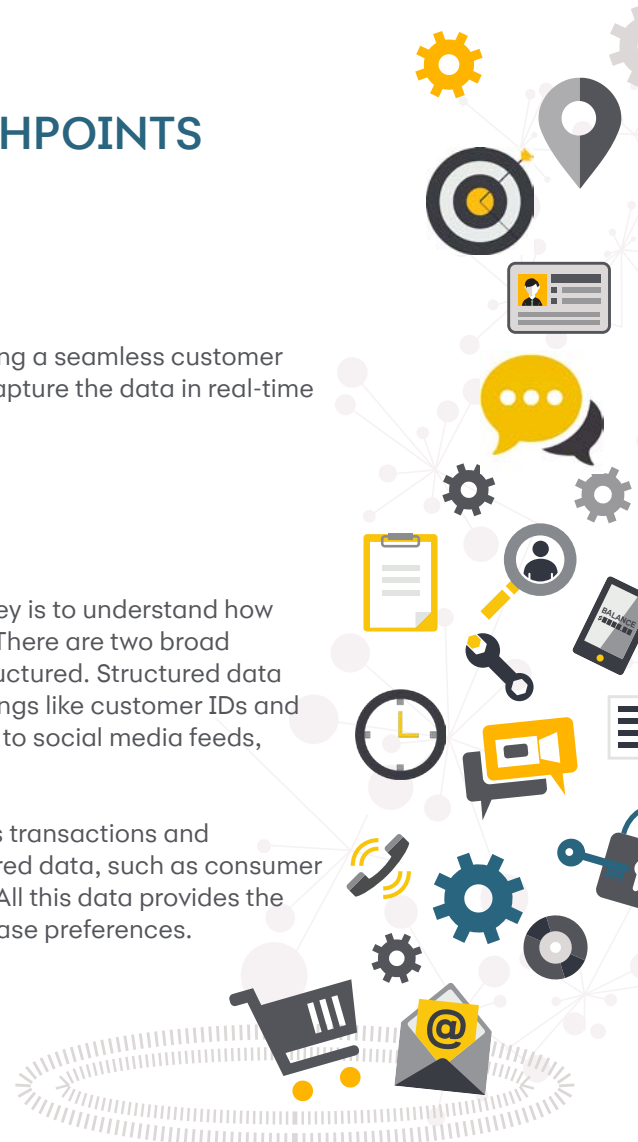 HPOINTS
ng a seamless customer
apture the data in real-time
ey is to understand how
There are two broad
uctured. Structured data
ngs like customer IDs and
to social media feeds,
s transactions and
red data, such as consumer
All this data provides the
ase preferences.
BALANCE
@